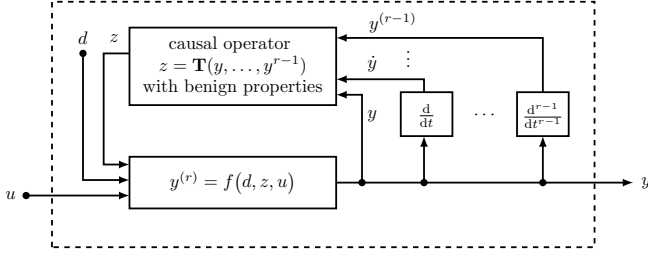 y^{(r-1)}
d
z
causal operator
z = T(y, . . . , y^{r-1})
with benign properties
ẏ
⋮
y
d/dt
· · ·
d^{r-1}/dt^{r-1}
y^{(r)} = f(d, z, u)
u
y